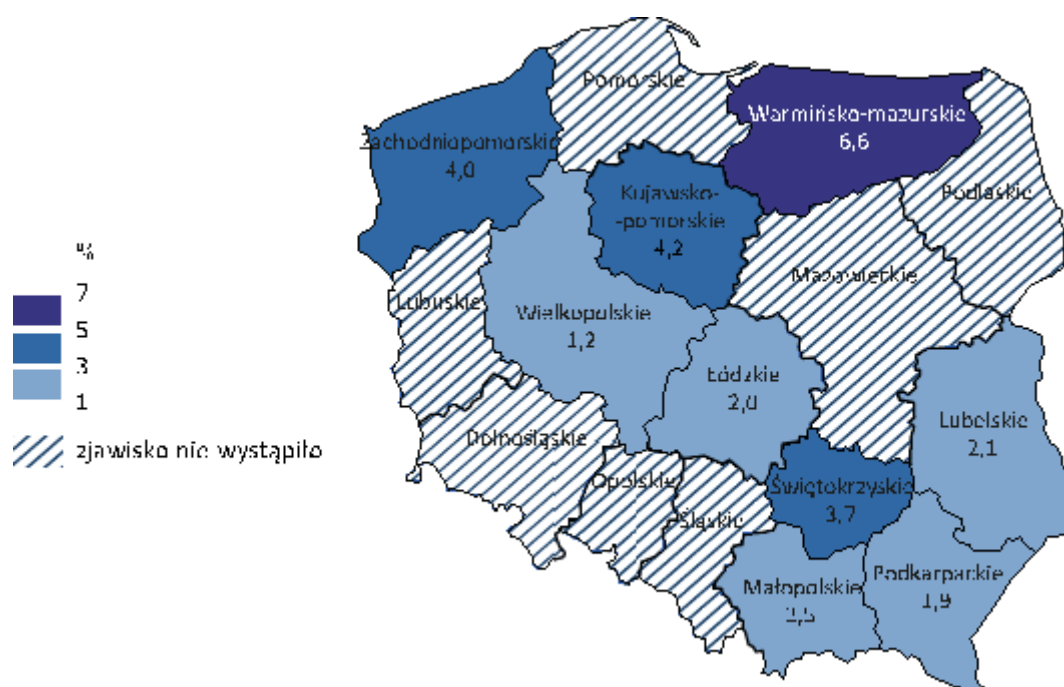 Pomorskie
Warmińsko-mazurskie
6,6
Zachodniopomorskie
4,0
Kujawsko-
-pomorskie
4,2
Podlaskie
Mazowieckie
Lubuskie
Wielkopolskie
1,2
Łódzkie
2,0
Lubelskie
2,1
Dolnośląskie
Opolskie
Śląskie
Świętokrzyskie
3,7
Małopolskie
Podkarpackie
1,9
%
7
5
3
1
zjawisko nie wystąpiło